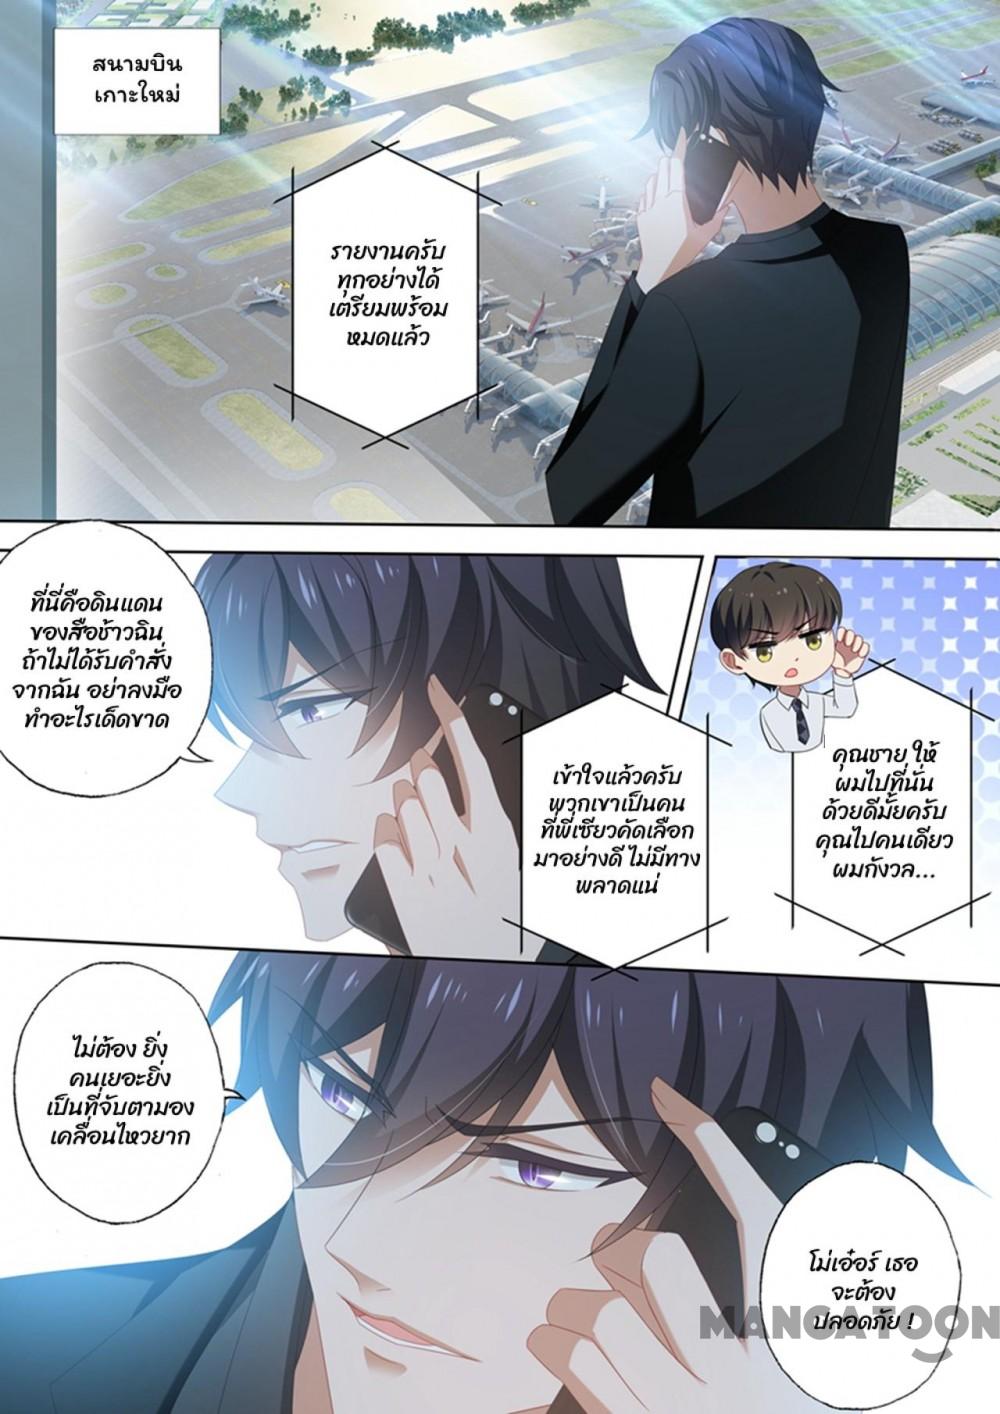 สนามบิน
เกาะใหม่
รายงานครับ
ทุกอย่างได้
เตรียมพร้อม
หมดแล้ว
ที่นี่คือดินแดน
ของสือช้าวฉิน
ถ้าไม่ได้รับคำสั่ง
จากฉัน อย่าลงมือ
ทำอะไรเด็ดขาด
เข้าใจแล้วครับ
พวกเขาเป็นคน
ที่พี่เซียวคัดเลือก
มาอย่างดี ไม่มีทาง
พลาดแน่
คุณชาย ให้
ผมไปที่นั่น
ด้วยดีมั้ยครับ
คุณไปคนเดียว
ผมกังวล...
ไม่ต้อง ยิ่ง
คนเยอะยิ่ง
เป็นที่จับตามอง
เคลื่อนไหวยาก
โม่เอ๋อร์ เธอ
จะต้อง
ปลอดภัย !
MANGATOON